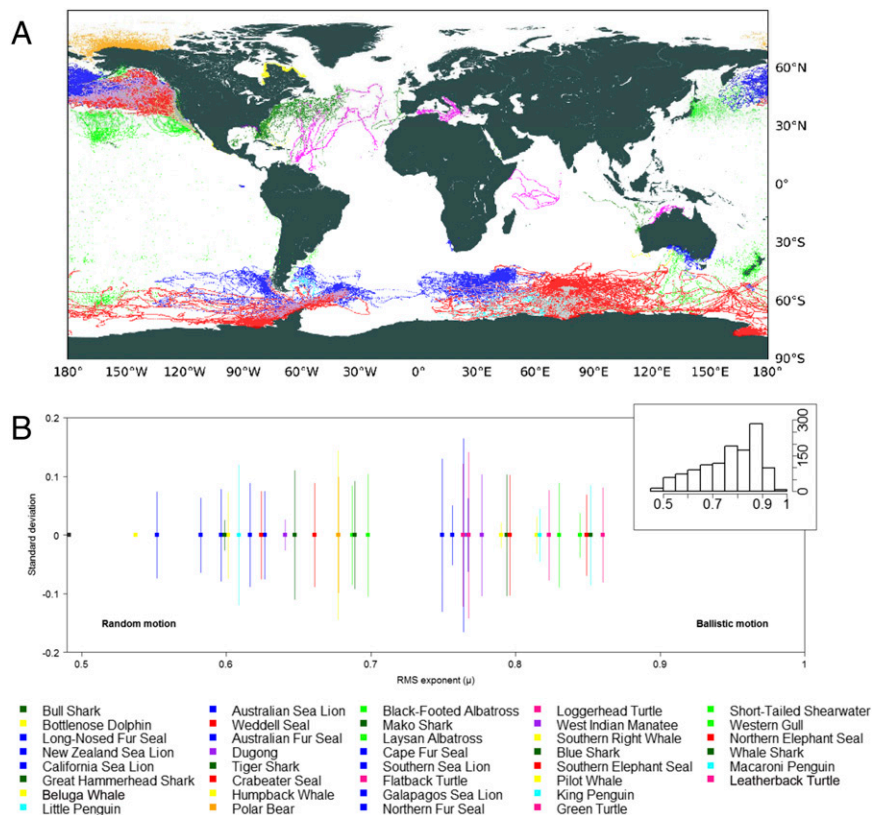 A
60°N
30°N
0°
30°S
60°S
90°S
180° 150°W 120°W 90°W 60°W 30°W 0° 30°E 60°E 90°E 120°E 150°E 180°
B
0.2
0.1
0
-0.1
-0.2
Standard deviation
Random motion
Ballistic motion
0.5 0.6 0.7 0.8 0.9 1
RMS exponent (μ)
300
150
0
0.5 0.7 0.9 1
Bull Shark
Bottlenose Dolphin
Long-Nosed Fur Seal
New Zealand Sea Lion
California Sea Lion
Great Hammerhead Shark
Beluga Whale
Little Penguin
Australian Sea Lion
Weddell Seal
Australian Fur Seal
Dugong
Tiger Shark
Crabeater Seal
Humpback Whale
Polar Bear
Black-Footed Albatross
Mako Shark
Laysan Albatross
Cape Fur Seal
Southern Sea Lion
Flatback Turtle
Galapagos Sea Lion
Northern Fur Seal
Loggerhead Turtle
West Indian Manatee
Southern Right Whale
Blue Shark
Southern Elephant Seal
Pilot Whale
King Penguin
Green Turtle
Short-Tailed Shearwater
Western Gull
Northern Elephant Seal
Whale Shark
Macaroni Penguin
Leatherback Turtle